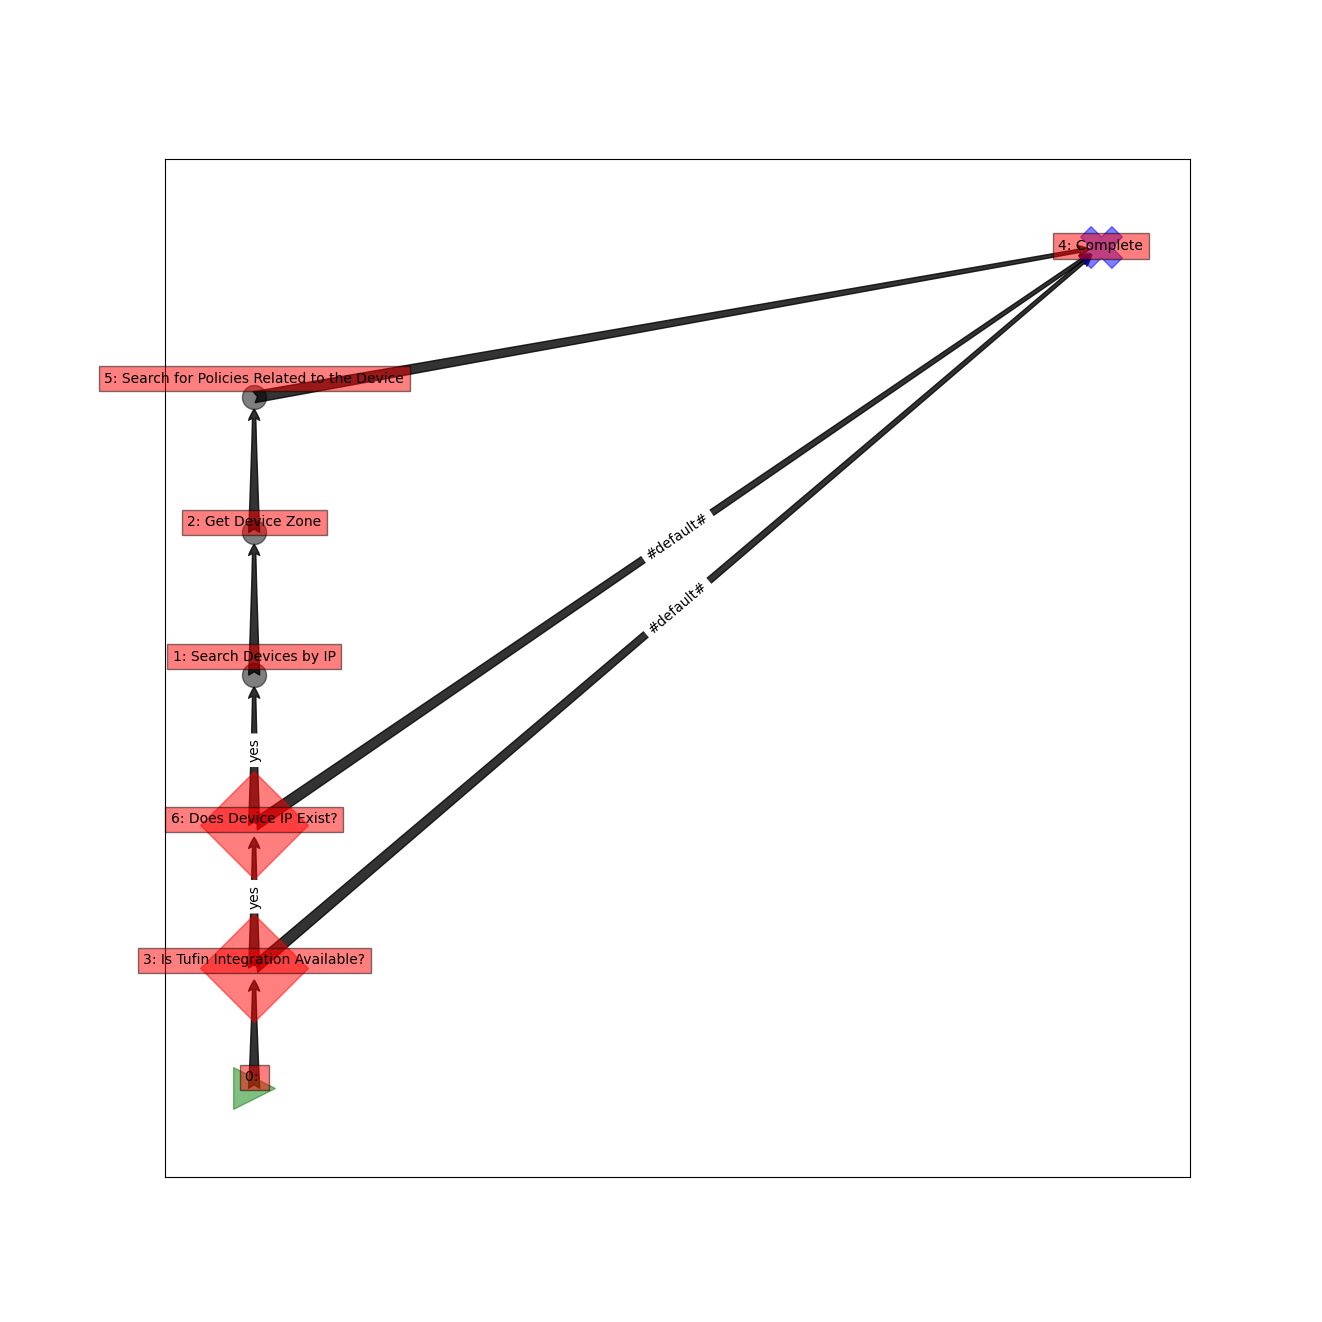 4: Complete
5: Search for Policies Related to the Device
2: Get Device Zone
#default#
#default#
1: Search Devices by IP
yes
6: Does Device IP Exist?
yes
3: Is Tufin Integration Available?
0: